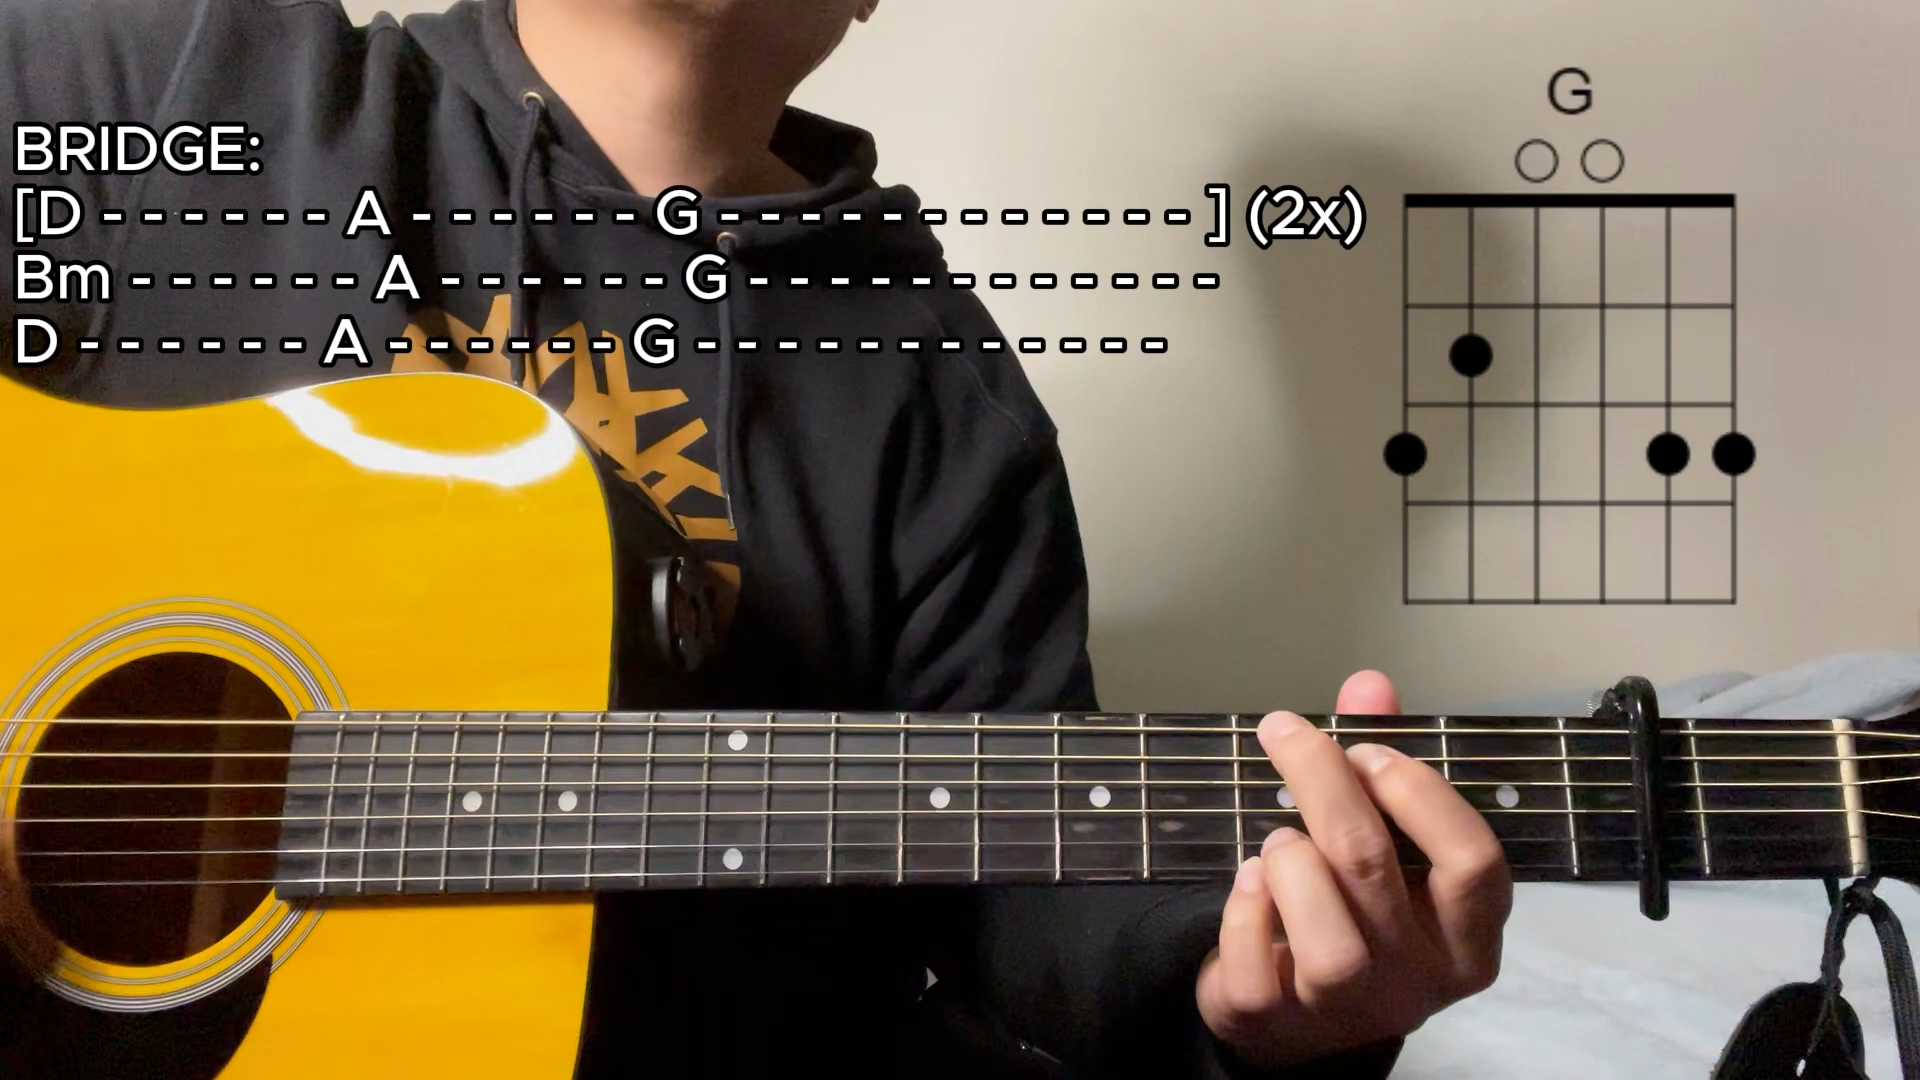 BRIDGE:
[D - - - - - - A - - - - - - G - - - - - - - - - - - - ] (2x)
Bm - - - - - - A - - - - - - G - - - - - - - - - - - -
D - - - - - - A - - - - - - G - - - - - - - - - - - -
G